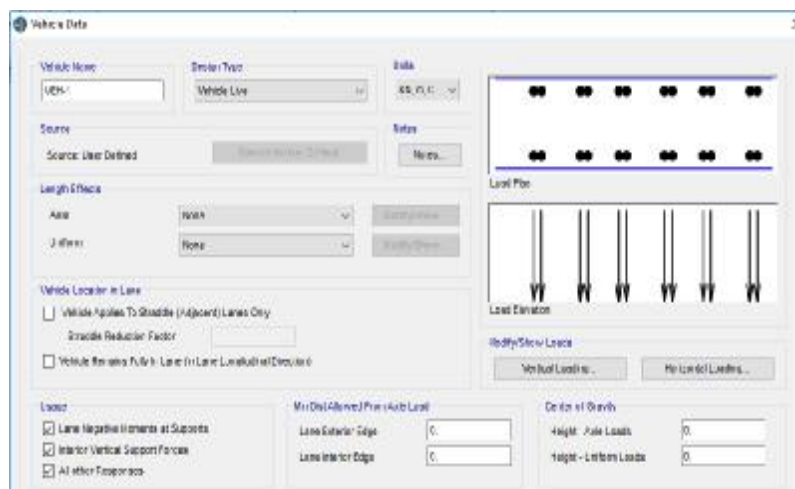 Vehicle Data
Vehicle Name
VEH-1
Design Type
Vehicle Live
Units
KN, m, C
Source
Source: User Defined
Notes
Notes...
Load Plan
Length Effects
Axle
None
Uniform
None
Load Elevation
Vehicle Location in Lane
Vehicle Applies To Straddle (Adjacent) Lanes Only
Straddle Reduction Factor
Vehicle Remains Fully In Lane (In Lane Longitudinal Direction)
Modify/Show Loads
Vertical Loading...
Horizontal Loading...
Usage
Lane Negative Moments at Supports
Interior Vertical Support Forces
All other Responses
Min Dist Allowed From Axle Load
Lane Exterior Edge
0.
Lane Interior Edge
0.
Center of Gravity
Height - Axle Loads
0.
Height - Uniform Loads
0.